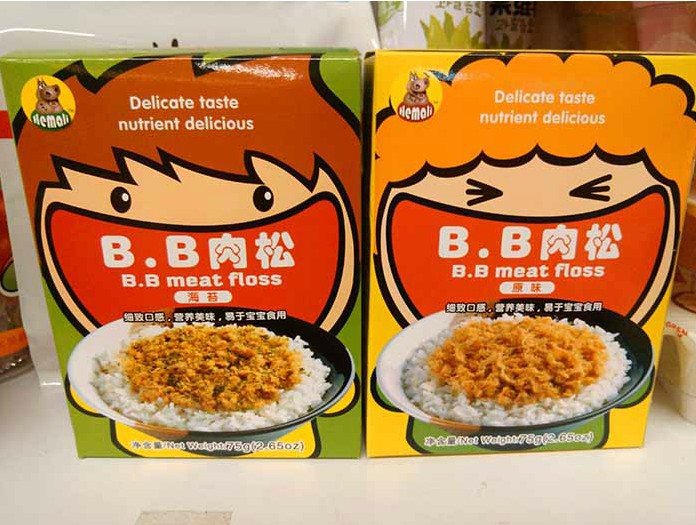 HeMali
Delicate taste
nutrient delicious
B.B肉松
B.B meat floss
海苔
细致口感，营养美味，易于宝宝食用
净含量/Net Weight:75g(2.65oz)
HeMali
Delicate taste
nutrient delicious
B.B肉松
B.B meat floss
原味
细致口感，营养美味，易于宝宝食用
净含量/Net Weight:75g(2.65oz)